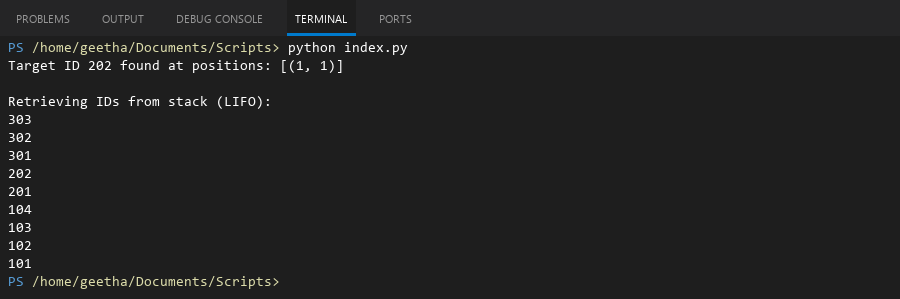 PROBLEMS OUTPUT DEBUG CONSOLE TERMINAL PORTS
PS /home/geetha/Documents/Scripts> python index.py
Target ID 202 found at positions: [(1, 1)]
Retrieving IDs from stack (LIFO):
303
302
301
202
201
104
103
102
101
PS /home/geetha/Documents/Scripts>